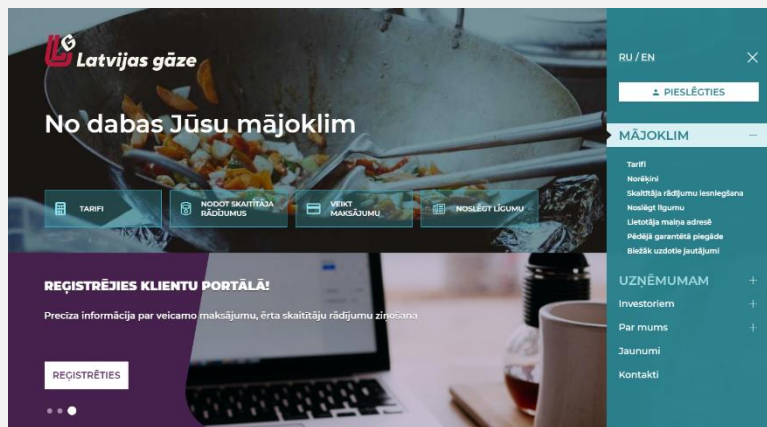 LG
Latvijas gāze
No dabas Jūsu mājoklim
TARIFI
NODOT SKAITĪTĀJA
RĀDĪJUMUS
VEIKT
MAKSĀJUMU
NOSLĒGT LĪGUMU
REĢISTRĒJIES KLIENTU PORTĀLĀ!
Precīza informācija par veicamo maksājumu, ērta skaitītāju rādījumu ziņošana
REĢISTRĒTIES
RU / EN
PIESLĒGTIES
MĀJOKLIM
Tarifi
Norēķini
Skaitītāja rādījumu iesniegšana
Noslēgt līgumu
Lietotāja maiņa adresē
Pēdējā garantētā piegāde
Biežāk uzdotie jautājumi
UZŅĒMUMAM
Investoriem
Par mums
Jaunumi
Kontakti